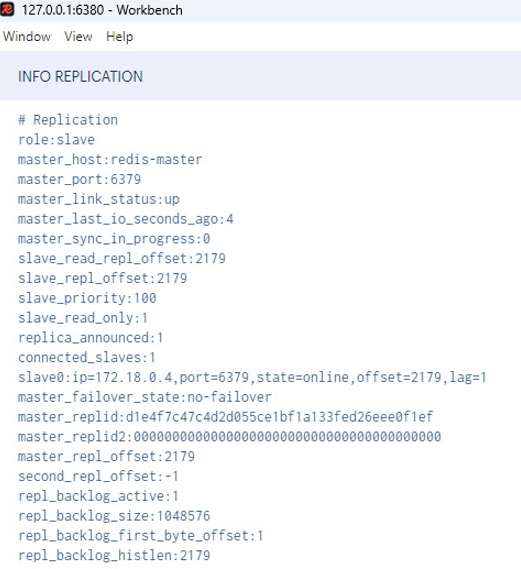 127.0.0.1:6380 - Workbench
Window View Help
INFO REPLICATION
# Replication
role:slave
master_host:redis-master
master_port:6379
master_link_status:up
master_last_io_seconds_ago:4
master_sync_in_progress:0
slave_read_repl_offset:2179
slave_repl_offset:2179
slave_priority:100
slave_read_only:1
replica_announced:1
connected_slaves:1
slave0:ip=172.18.0.4,port=6379,state=online,offset=2179,lag=1
master_failover_state:no-failover
master_replid:d1e4f7c47c4d2d055ce1bf1a133fed26eee0f1ef
master_replid2:0000000000000000000000000000000000000000
master_repl_offset:2179
second_repl_offset:-1
repl_backlog_active:1
repl_backlog_size:1048576
repl_backlog_first_byte_offset:1
repl_backlog_histlen:2179